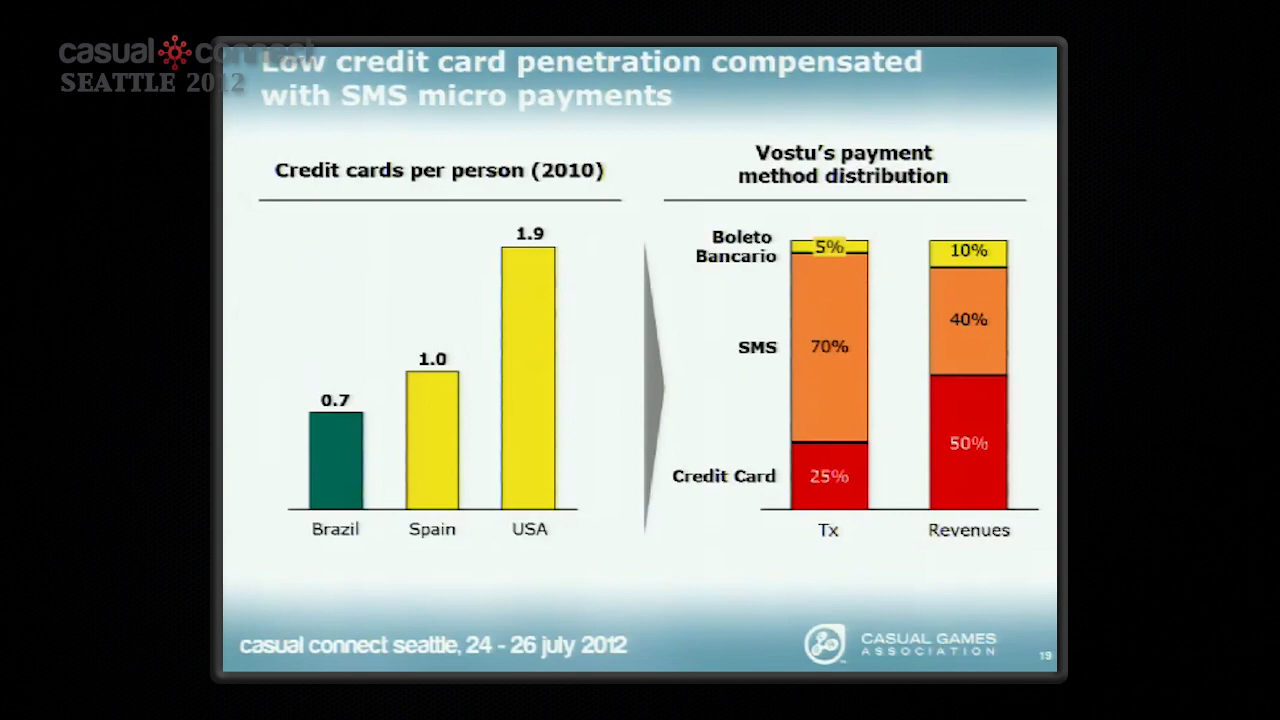 casual connect
SEATTLE 2012
Low credit card penetration compensated
with SMS micro payments
Credit cards per person (2010)
1.9
1.0
0.7
Brazil
Spain
USA
Vostu's payment
method distribution
Boleto
Bancario
5%
10%
SMS
70%
40%
Credit Card
25%
50%
Tx
Revenues
casual connect seattle, 24 - 26 july 2012
CASUAL GAMES
ASSOCIATION
19